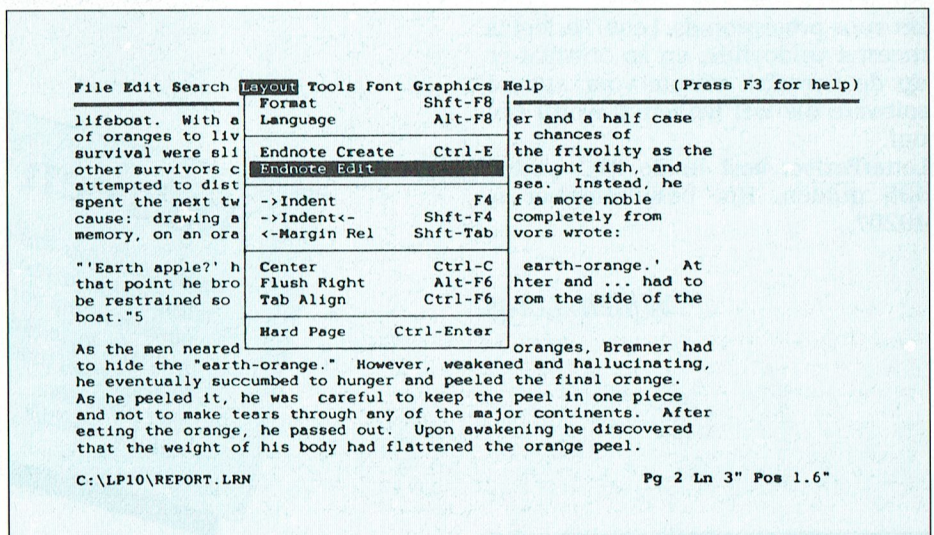 File Edit Search Layout Tools Font Graphics Help (Press F3 for help)
Format Shft-F8
lifeboat. With a Language Alt-F8 er and a half case
of oranges to liv r chances of
survival were sli Endnote Create Ctrl-E the frivolity as the
other survivors c Endnote Edit caught fish, and
attempted to dist sea. Instead, he
spent the next tw ->Indent F4 a more noble
cause: drawing a ->Indent<- Shft-F4 completely from
memory, on an ora <-Margin Rel Shft-Tab vors wrote:
"'Earth apple?' h Center Ctrl-C earth-orange.' At
that point he bro Flush Right Alt-F6 hter and ... had to
be restrained so Tab Align Ctrl-F6 rom the side of the
boat."5
Hard Page Ctrl-Enter
As the men neared oranges, Bremner had
to hide the "earth-orange." However, weakened and hallucinating,
he eventually succumbed to hunger and peeled the final orange.
As he peeled it, he was careful to keep the peel in one piece
and not to make tears through any of the major continents. After
eating the orange, he passed out. Upon awakening he discovered
that the weight of his body had flattened the orange peel.
C:\LP10\REPORT.LRN Pg 2 Ln 3" Pos 1.6"